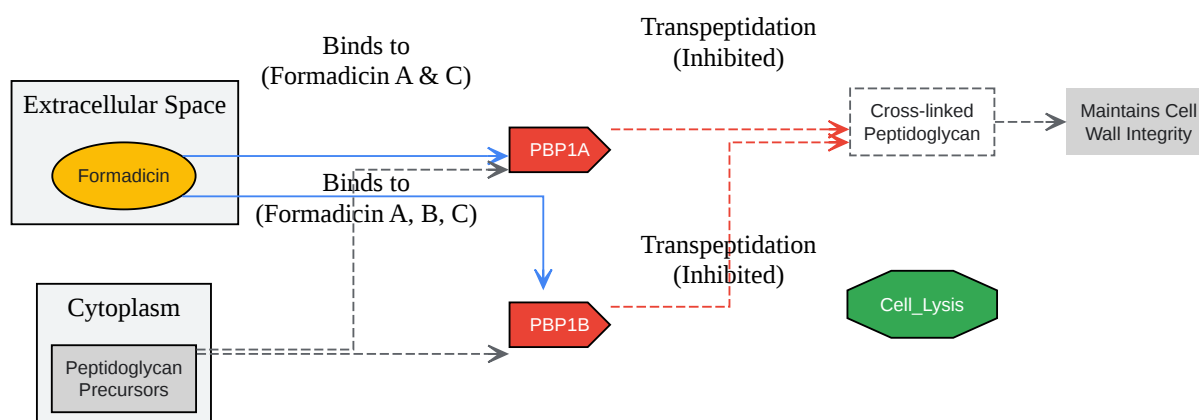 Binds to
(Formadicin A & C)
Transpeptidation
(Inhibited)
Extracellular Space
Formadicin
PBP1A
Cross-linked
Peptidoglycan
Maintains Cell
Wall Integrity
Binds to
(Formadicin A, B, C)
Transpeptidation
(Inhibited)
Cytoplasm
Peptidoglycan
Precursors
PBP1B
Cell_Lysis